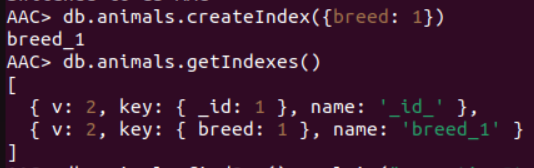 AAC> db.animals.createIndex({breed: 1})
breed_1
AAC> db.animals.getIndexes()
[
  { v: 2, key: { _id: 1 }, name: '_id_' },
  { v: 2, key: { breed: 1 }, name: 'breed_1' }
]